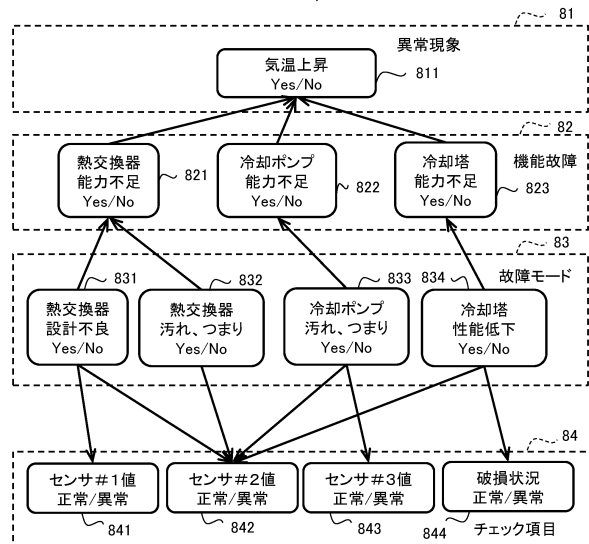 81
異常現象
気温上昇
Yes/No
811
82
機能故障
熱交換器
能力不足
Yes/No
821
冷却ポンプ
能力不足
Yes/No
822
冷却塔
能力不足
Yes/No
823
83
故障モード
831
熱交換器
設計不良
Yes/No
832
熱交換器
汚れ、つまり
Yes/No
833
冷却ポンプ
汚れ、つまり
Yes/No
834
冷却塔
性能低下
Yes/No
84
センサ#1値
正常/異常
841
センサ#2値
正常/異常
842
センサ#3値
正常/異常
843
破損状況
正常/異常
844
チェック項目